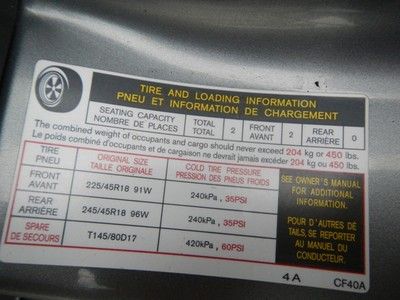 TIRE AND LOADING INFORMATION
PNEU ET INFORMATION DE CHARGEMENT
SEATING CAPACITY
NOMBRE DE PLACES
TOTAL
TOTAL
2
FRONT
AVANT
2
REAR
ARRIÈRE
0
The combined weight of occupants and cargo should never exceed 204 kg or 450 lbs.
Le poids combiné d'occupants et de cargaison ne devrait jamais excéder 204 kg ou 450 lbs.
TIRE
PNEU
ORIGINAL SIZE
TAILLE ORIGINALE
COLD TIRE PRESSURE
PRESSION DES PNEUS FROIDS
FRONT
AVANT
225/45R18 91W
240kPa, 35PSI
REAR
ARRIÈRE
245/45R18 96W
240kPa, 35PSI
SPARE
DE SECOURS
T145/80D17
420kPa, 60PSI
SEE OWNER'S MANUAL
FOR ADDITIONAL
INFORMATION.
POUR D'AUTRES DE
TAILS, SE REPORTER
AU MANUEL DU
CONDUCTEUR.
4 A
CF40A